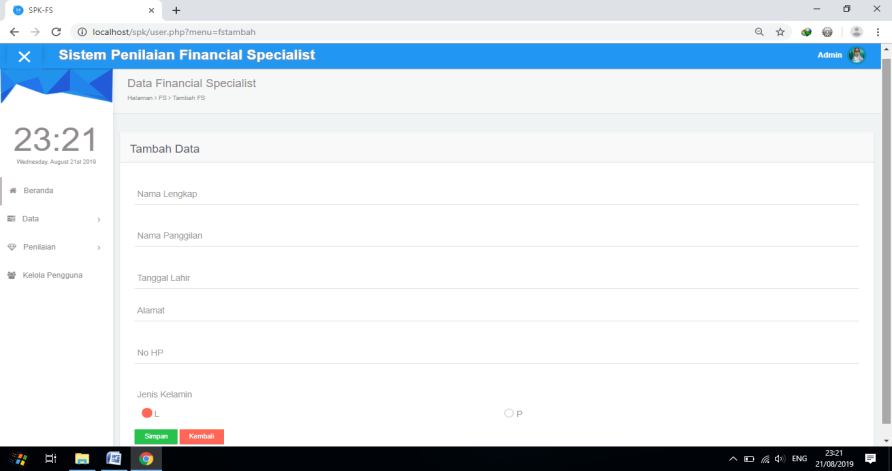 SPK-FS
localhost/spk/user.php?menu=fstambah
Sistem Penilaian Financial Specialist
Admin
Data Financial Specialist
Halaman > FS > Tambah FS
23:21
Wednesday, August 21st 2019
Beranda
Data
Penilaian
Kelola Pengguna
Tambah Data
Nama Lengkap
Nama Panggilan
Tanggal Lahir
Alamat
No HP
Jenis Kelamin
L P
Simpan Kembali
ENG
23:21
21/08/2019